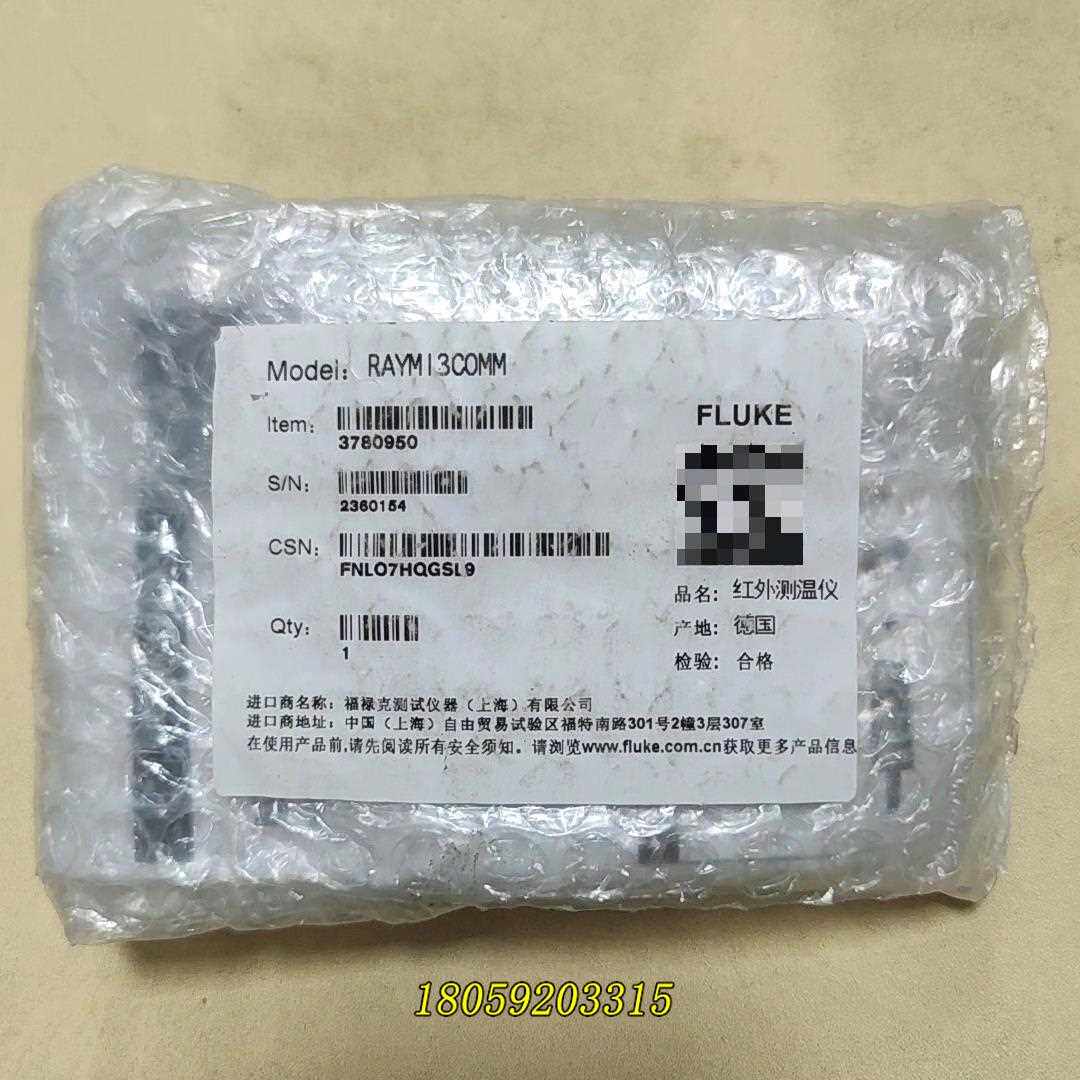 Model: RAYMI3COMM
Item: 3780950
S/N: 2360154
CSN: FNL07HQGSL9
Qty: 1
FLUKE
品名: 红外测温仪
产地: 德国
检验: 合格
进口商名称: 福禄克测试仪器（上海）有限公司
进口商地址: 中国（上海）自由贸易试验区福特南路301号2幢3层307室
在使用产品前,请先阅读所有安全须知。请浏览www.fluke.com.cn获取更多产品信息
18059203315